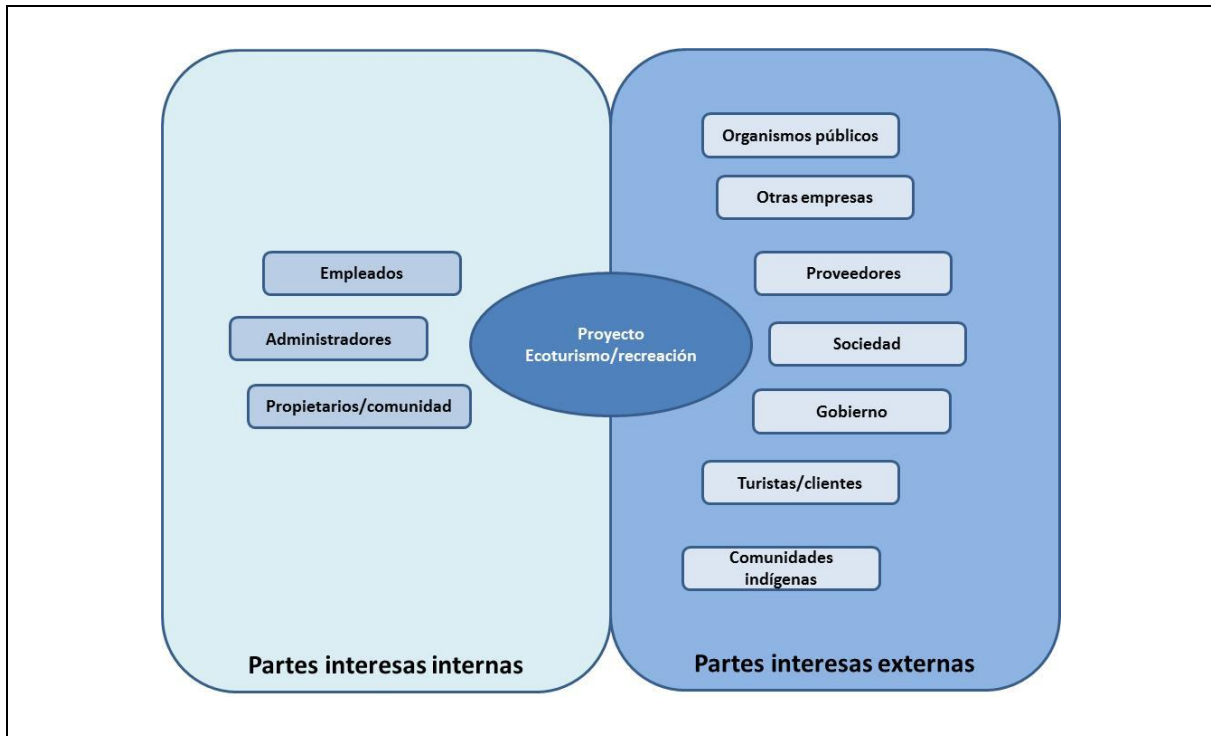 Empleados
Administradores
Propietarios/comunidad
Partes interesas internas
Proyecto
Ecoturismo/recreación
Organismos públicos
Otras empresas
Proveedores
Sociedad
Gobierno
Turistas/clientes
Comunidades
indígenas
Partes interesas externas